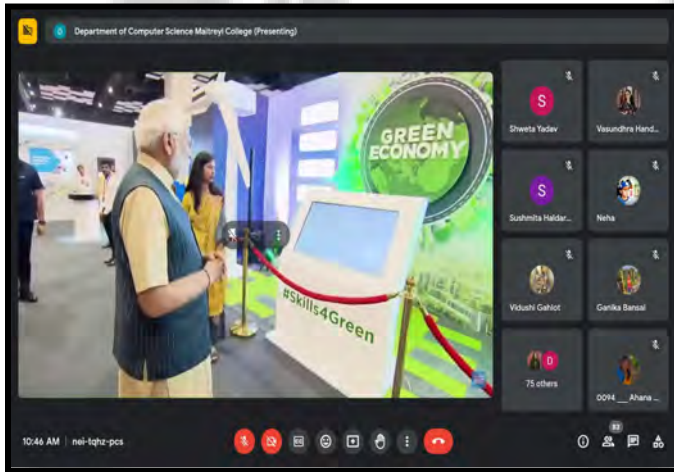 Department of Computer Science Maitreyi College (Presenting)
GREEN
ECONOMY
#Skills4Green
S
Shweta Yadav
Vasundhra Hand...
S
Sushmita Haldar...
Neha
Vidushi Gahlot
Ganika Bansal
D
75 others
0094 __ Ahana ...
10:46 AM | nei-tqhz-pcs
83